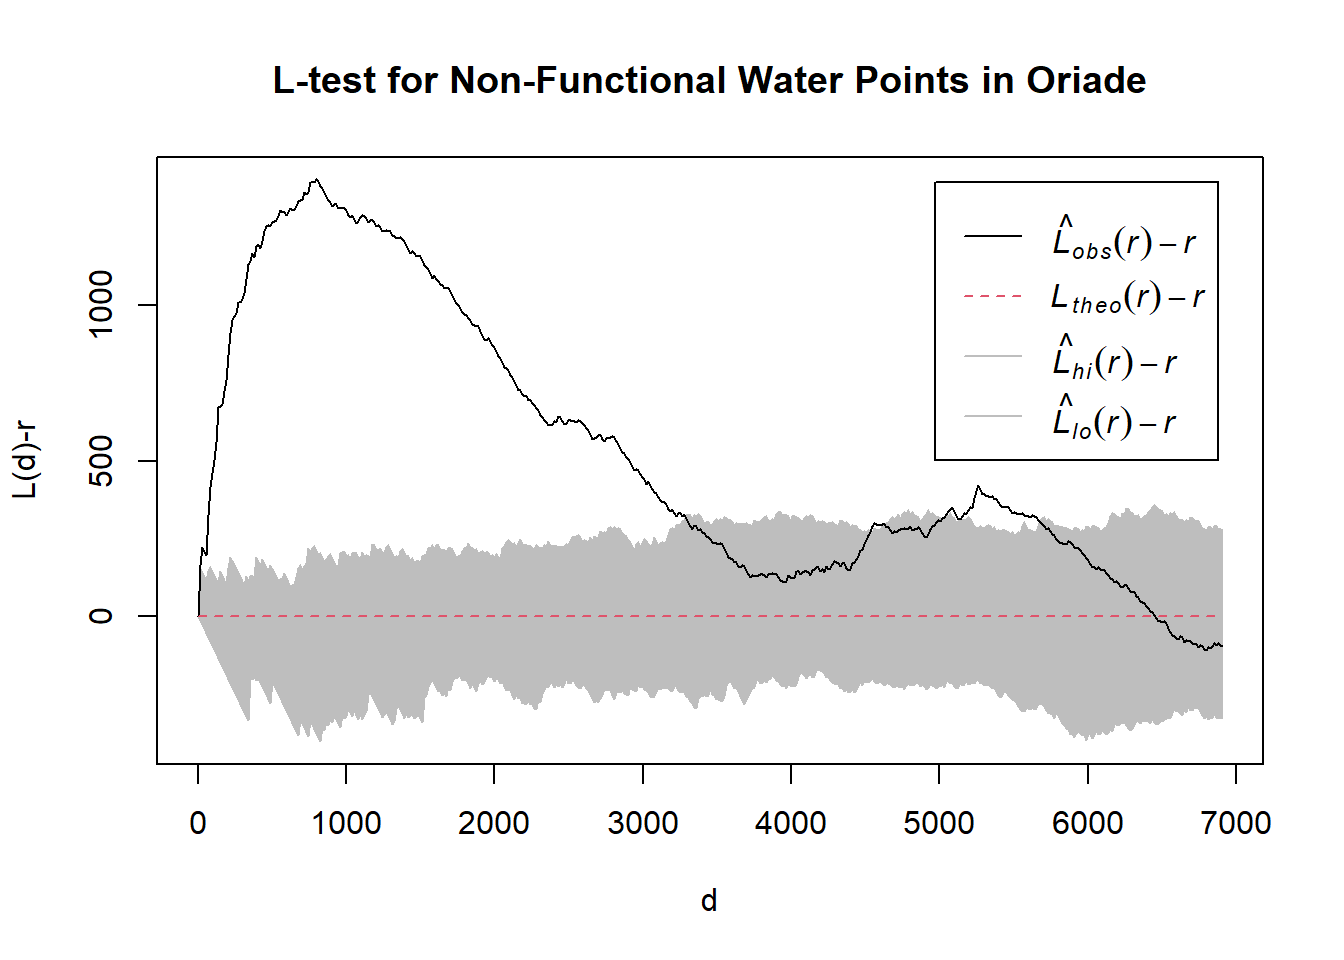 L-test for Non-Functional Water Points in Oriade
L(d)-r
1000
500
0
L̂obs(r) − r
Ltheo(r) − r
L̂hi(r) − r
L̂lo(r) − r
0 1000 2000 3000 4000 5000 6000 7000
d